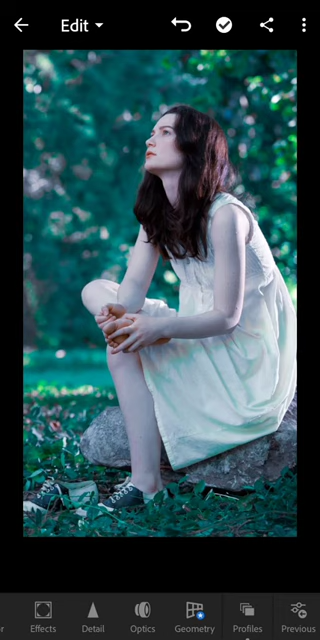 Edit
r
Effects
Detail
Optics
Geometry
Profiles
Previous